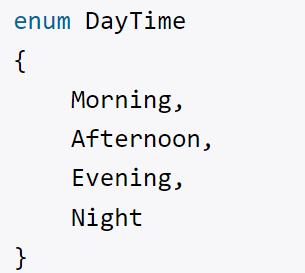 enum DayTime
{
    Morning,
    Afternoon,
    Evening,
    Night
}